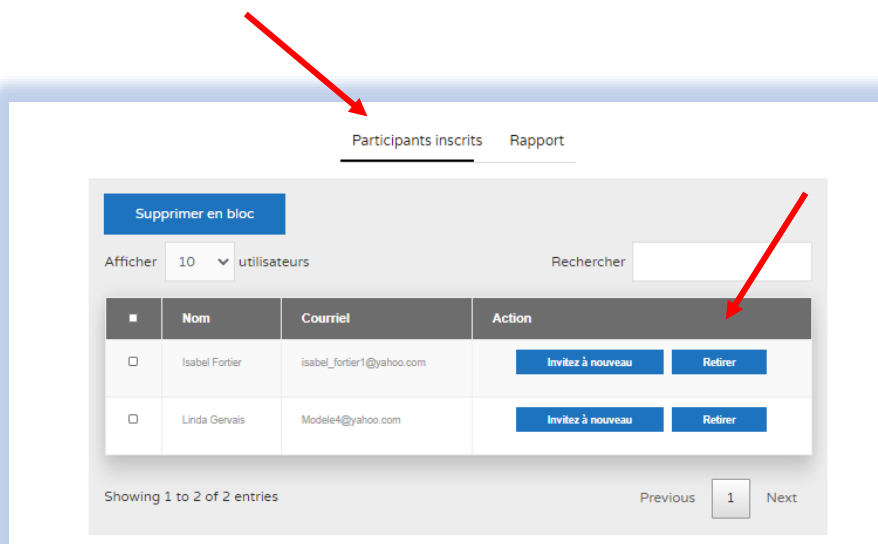 Participants inscrits Rapport
Supprimer en bloc
Afficher 10 utilisateurs Rechercher
Nom Courriel Action
Isabel Fortier isabel_fortier1@yahoo.com Invitez à nouveau Retirer
Linda Gervais Modele4@yahoo.com Invitez à nouveau Retirer
Showing 1 to 2 of 2 entries Previous 1 Next